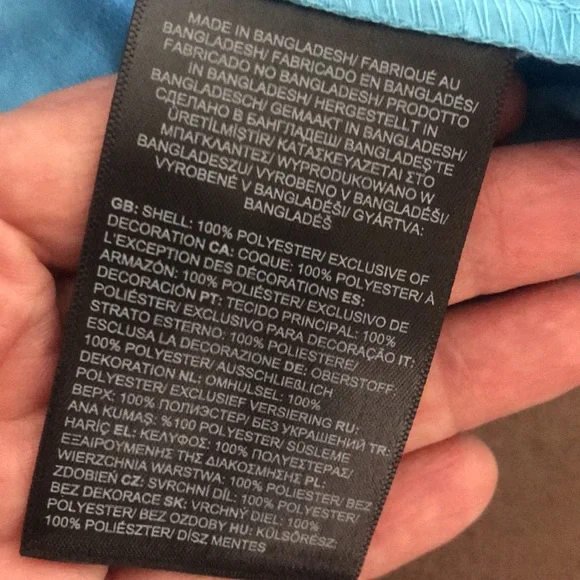 MADE IN BANGLADESH/ FABRIQUÉ AU
BANGLADESH/ FABRICADO EN BANGLADÉS/
FABRICADO NO BANGLADESH/ PRODOTTO
IN BANGLADESH/ HERGESTELLT IN
BANGLADESCH/ GEMAAKT IN BANGLADESH/
СДЕЛАНО В БАНГЛАДЕШ/ BANGLADEŞ'TE
ÜRETİLMİŞTİR/ ΚΑΤΑΣΚΕΥΑΖΕΤΑΙ ΣΤΟ
ΜΠΑΓΚΛΑΝΤΕΣ/ WYPRODUKOWANO W
BANGLADESZU/ VYROBENO V BANGLADÉŠI/
VYROBENÉ V BANGLADÉŠI/ GYÁRTVA:
BANGLADÉŠ
GB: SHELL: 100% POLYESTER/ EXCLUSIVE OF
DECORATION CA: COQUE: 100% POLYESTER/ À
L'EXCEPTION DES DÉCORATIONS ES:
ARMAZÓN: 100% POLIÉSTER/ EXCLUSIVO DE
DECORACIÓN PT: TECIDO PRINCIPAL: 100%
POLIÉSTER/ EXCLUSIVO PARA DECORAÇÃO IT:
STRATO ESTERNO: 100% POLIESTERE/
ESCLUSA LA DECORAZIONE DE: OBERSTOFF:
100% POLYESTER/ AUSSCHLIEẞLICH
DEKORATION NL: OMHULSEL: 100%
POLYESTER/ EXCLUSIEF VERSIERING RU:
ВЕРХ: 100% ПОЛИЭСТЕР/ БЕЗ УКРАШЕНИЙ TR:
ANA KUMAŞ: %100 POLYESTER/ SÜSLEME
HARİÇ EL: ΚΕΛΥΦΟΣ: 100% ΠΟΛΥΕΣΤΕΡΑΣ/
ΕΞΑΙΡΟΥΜΕΝΗΣ ΤΗΣ ΔΙΑΚΟΣΜΗΣΗΣ PL:
WIERZCHNIA WARSTWA: 100% POLIESTER/ BEZ
ZDOBIEŃ CZ: SVRCHNÍ DÍL: 100% POLYESTER/
BEZ DEKORACE SK: VRCHNÝ DIEL: 100%
POLYESTER/ BEZ OZDOBY HU: KÜLSŐRÉSZ:
100% POLIÉSZTER/ DÍSZ MENTES